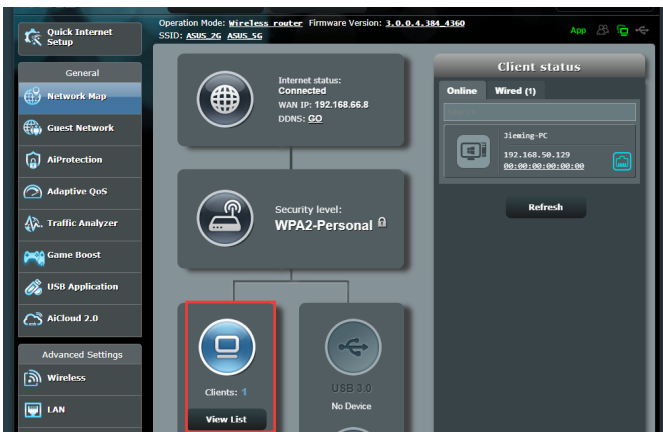 Quick Internet
Setup
Operation Mode: Wireless router Firmware Version: 3.0.0.4.384_4360
SSID: ASUS_2G ASUS_5G
App
General
Network Map
Guest Network
AiProtection
Adaptive QoS
Traffic Analyzer
Game Boost
USB Application
AiCloud 2.0
Advanced Settings
Wireless
LAN
Internet status:
Connected
WAN IP: 192.168.66.8
DDNS: GO
Security level:
WPA2-Personal
Clients: 1
View List
USB 3.0
No Device
Client status
Online Wired (1)
Jieming-PC
192.168.50.129
00:00:00:00:00:00
Refresh